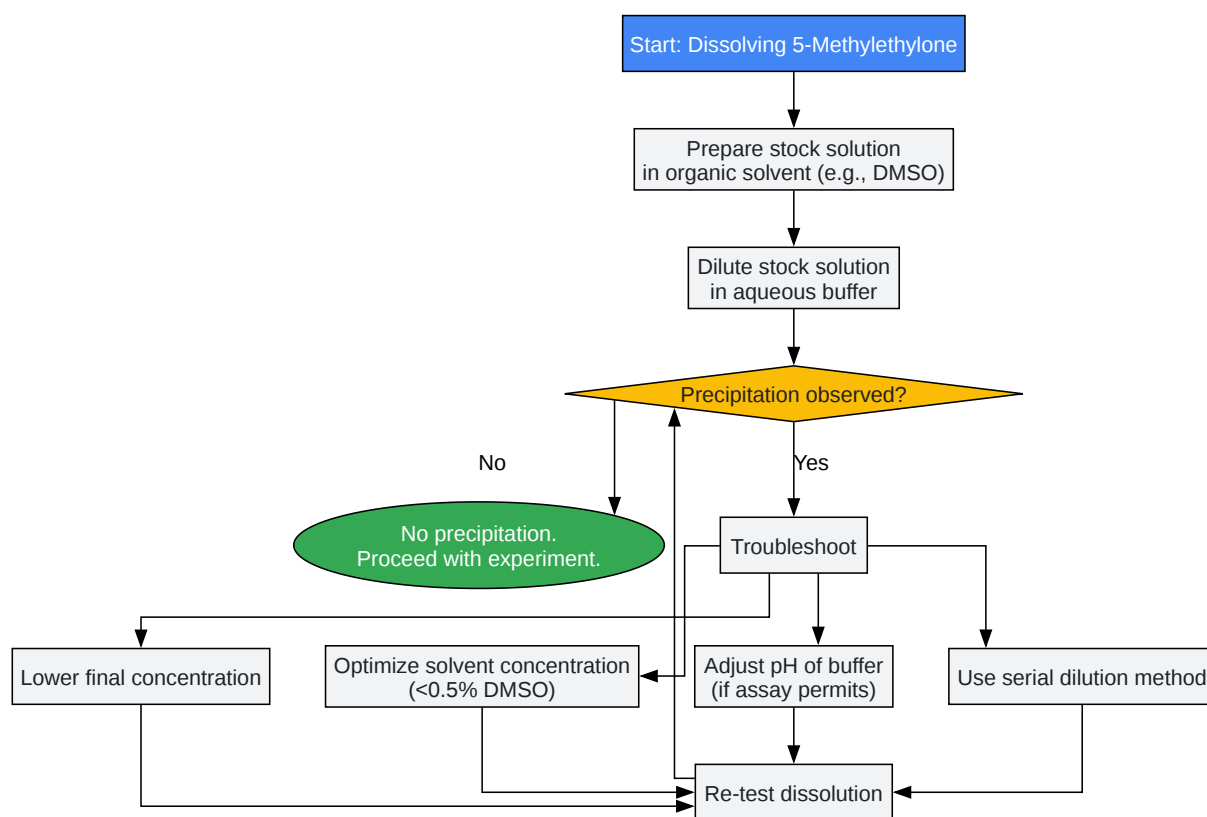 Start: Dissolving 5-Methylethylone
Prepare stock solution
in organic solvent (e.g., DMSO)
Dilute stock solution
in aqueous buffer
Precipitation observed?
No
Yes
No precipitation.
Proceed with experiment.
Troubleshoot
Lower final concentration
Optimize solvent concentration
(<0.5% DMSO)
Adjust pH of buffer
(if assay permits)
Use serial dilution method
Re-test dissolution